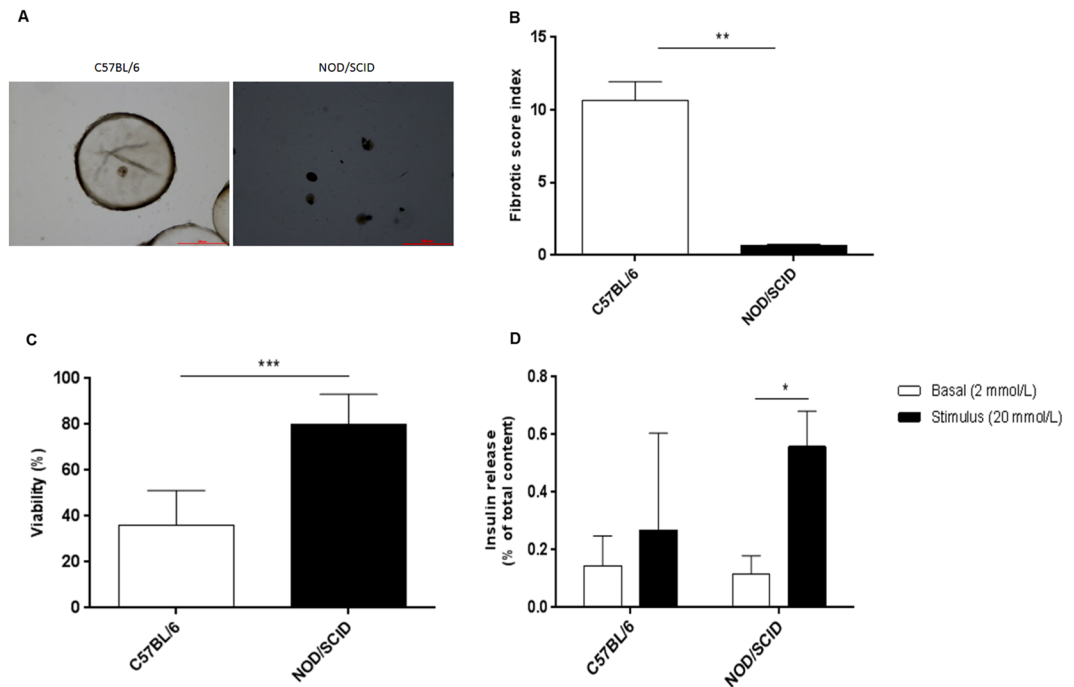 A
C57BL/6
NOD/SCID
B
Fibrotic score index
15
10
5
0
**
C57BL/6
NOD/SCID
C
Viability (%)
100
80
60
40
20
0
***
C57BL/6
NOD/SCID
D
Insulin release
(% of total content)
0.8
0.6
0.4
0.2
0.0
*
C57BL/6
NOD/SCID
Basal (2 mmol/L)
Stimulus (20 mmol/L)